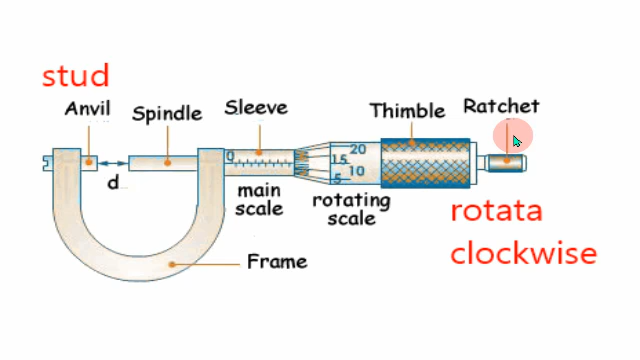 stud
Anvil
Spindle
Sleeve
Thimble
Ratchet
0
20
15
10
5
d
main
scale
rotating
scale
rotata
clockwise
Frame